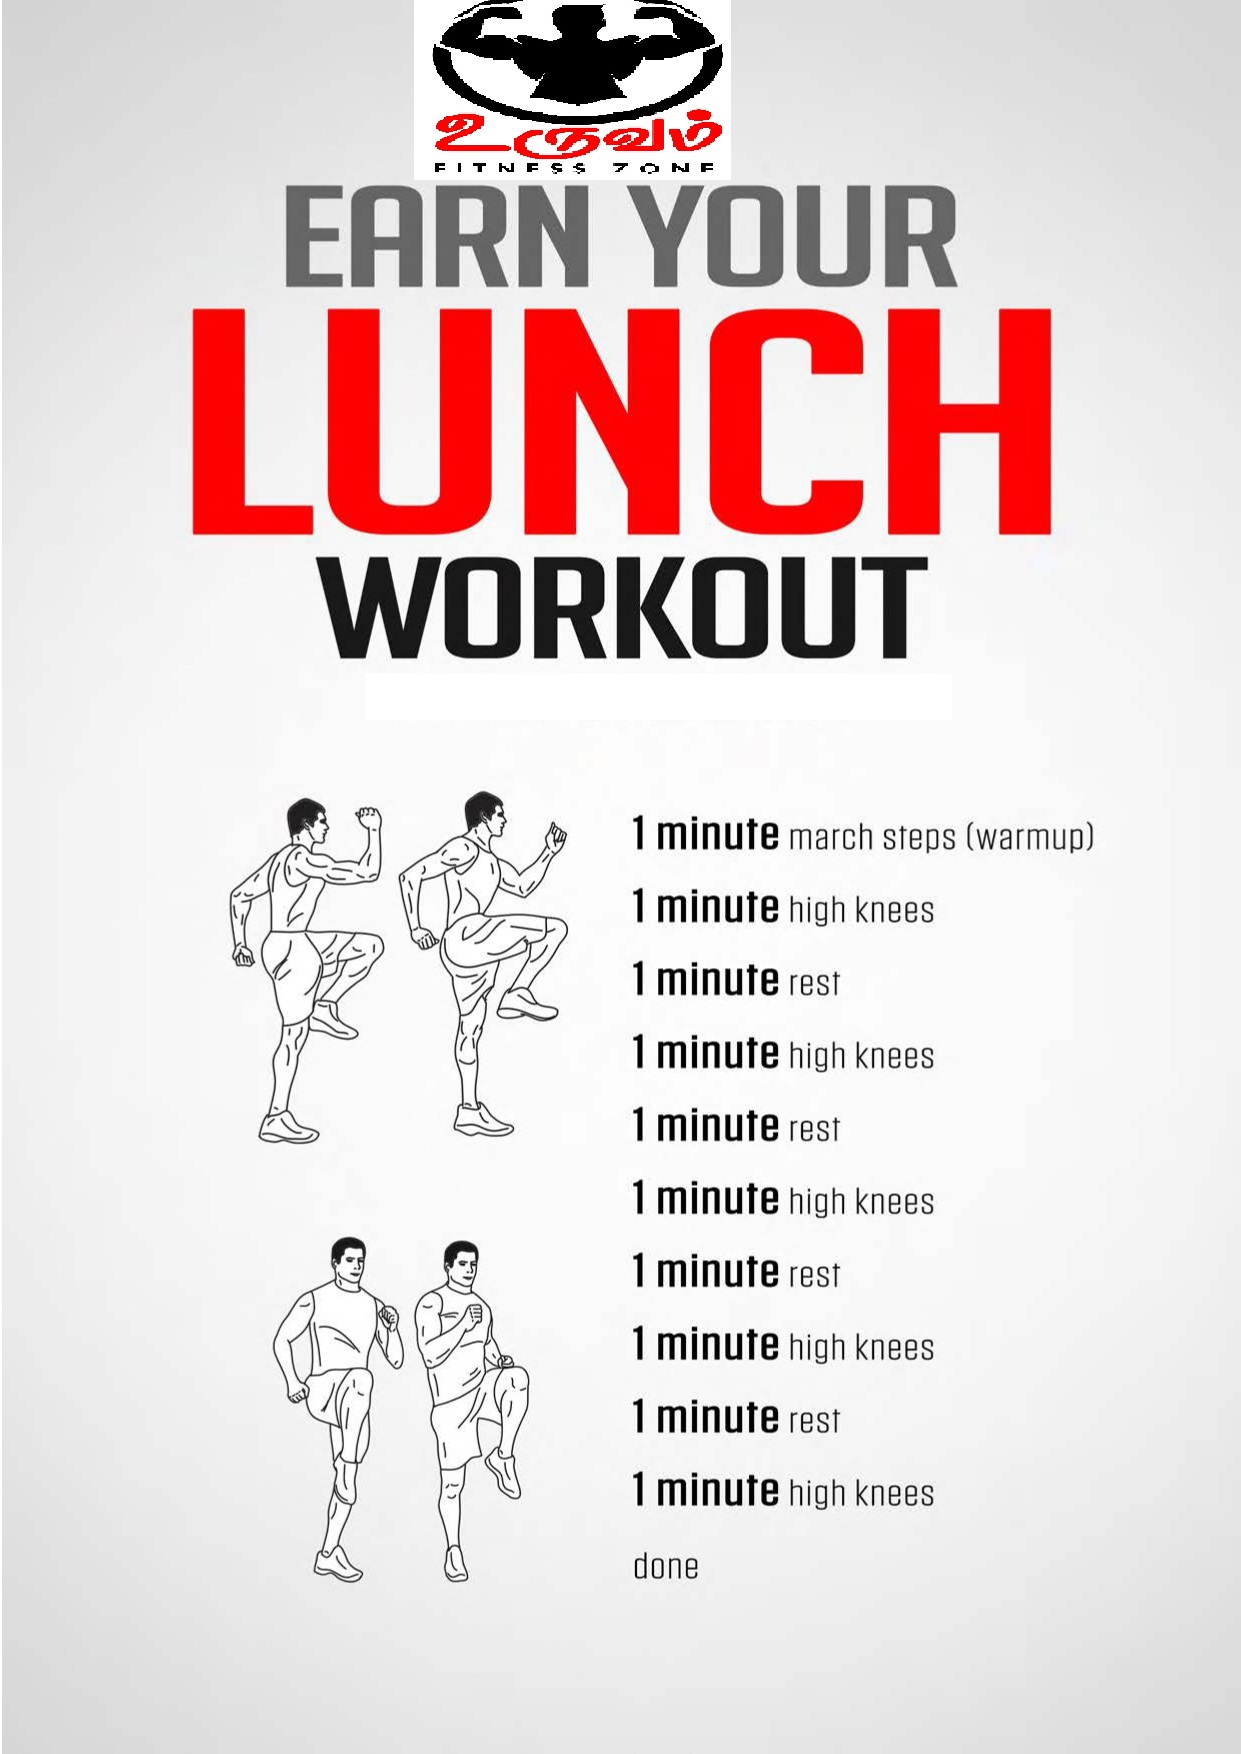 உருவம்
FITNESS ZONE
EARN YOUR
LUNCH
WORKOUT
1 minute march steps (warmup)
1 minute high knees
1 minute rest
1 minute high knees
1 minute rest
1 minute high knees
1 minute rest
1 minute high knees
1 minute rest
1 minute high knees
done